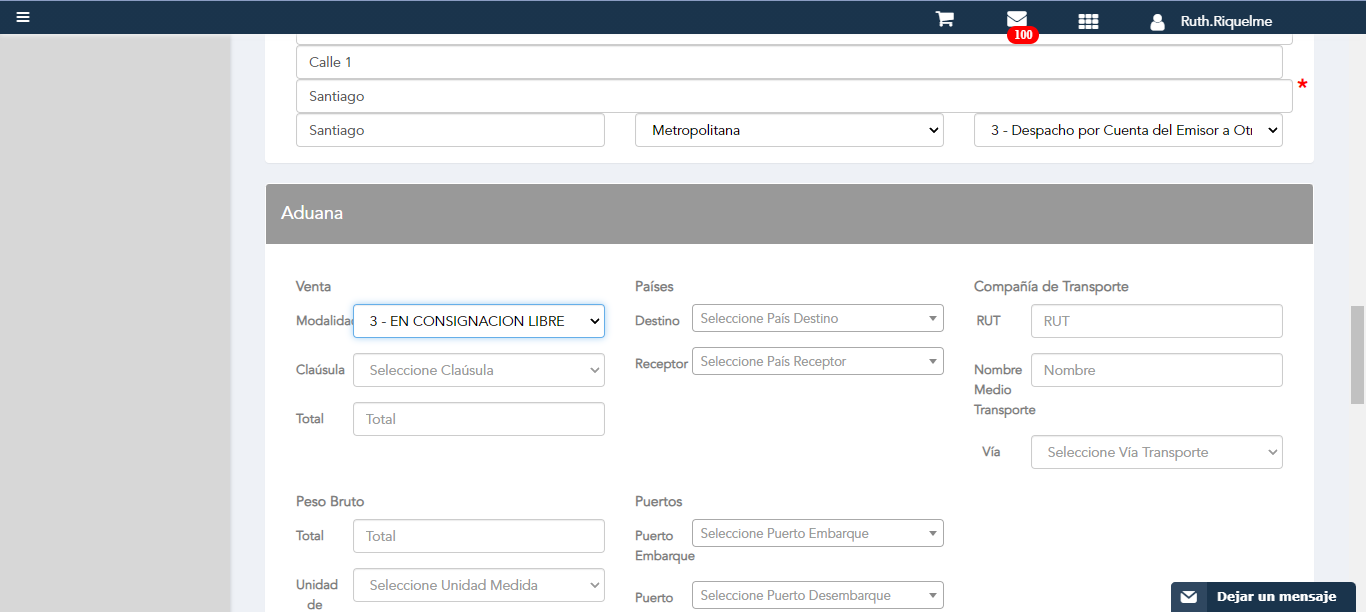 Ruth.Riquelme
100
Calle 1
Santiago
*
Santiago
Metropolitana
3 - Despacho por Cuenta del Emisor a Otr
Aduana
Venta
Países
Compañía de Transporte
Modalidad
3 - EN CONSIGNACION LIBRE
Destino
Seleccione País Destino
RUT
RUT
Claúsula
Seleccione Claúsula
Receptor
Seleccione País Receptor
Nombre
Medio
Transporte
Nombre
Total
Total
Vía
Seleccione Vía Transporte
Peso Bruto
Puertos
Total
Total
Puerto
Embarque
Seleccione Puerto Embarque
Unidad
de
Seleccione Unidad Medida
Puerto
Seleccione Puerto Desembarque
Dejar un mensaje